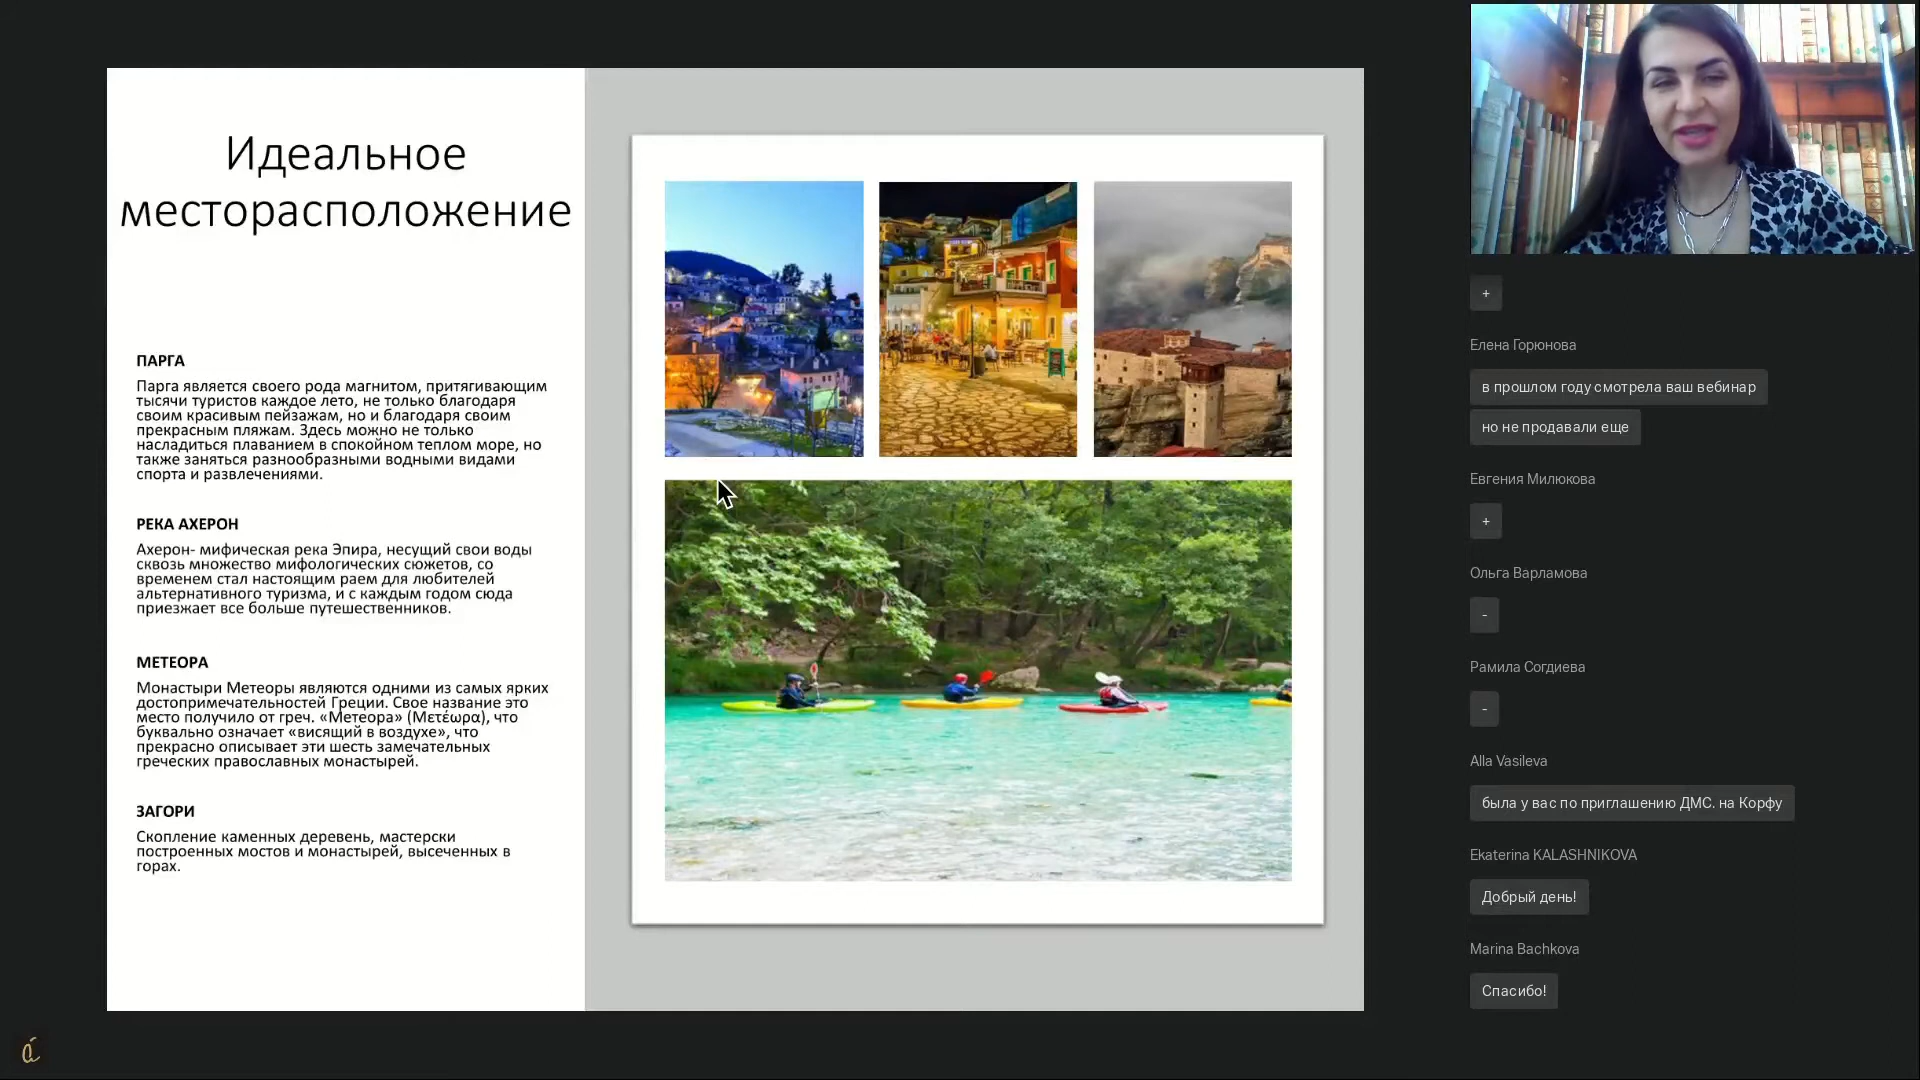 Идеальное
месторасположение
ПАРГА
Парга является своего рода магнитом, притягивающим
тысячи туристов каждое лето, не только благодаря
своим красивым пейзажам, но и благодаря своим
прекрасным пляжам. Здесь можно не только
насладиться плаванием в спокойном теплом море, но
также заняться разнообразными водными видами
спорта и развлечениями.
РЕКА АХЕРОН
Ахерон- мифическая река Эпира, несущий свои воды
сквозь множество мифологических сюжетов, со
временем стал настоящим раем для любителей
альтернативного туризма, и с каждым годом сюда
приезжает все больше путешественников.
МЕТЕОРА
Монастыри Метеоры являются одними из самых ярких
достопримечательностей Греции. Свое название это
место получило от греч. «Метеора» (Μετέωρα), что
буквально означает «висящий в воздухе», что
прекрасно описывает эти шесть замечательных
греческих православных монастырей.
ЗАГОРИ
Скопление каменных деревень, мастерски
построенных мостов и монастырей, высеченных в
горах.
+
Елена Горюнова
в прошлом году смотрела ваш вебинар
но не продавали еще
Евгения Милюкова
+
Ольга Варламова
-
Рамила Согдиева
-
Alla Vasileva
была у вас по приглашению ДМС. на Корфу
Ekaterina KALASHNIKOVA
Добрый день!
Marina Bachkova
Спасибо!
á